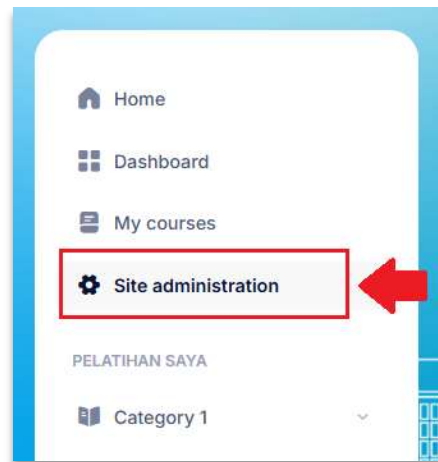 Home
Dashboard
My courses
Site administration
PELATIHAN SAYA
Category 1